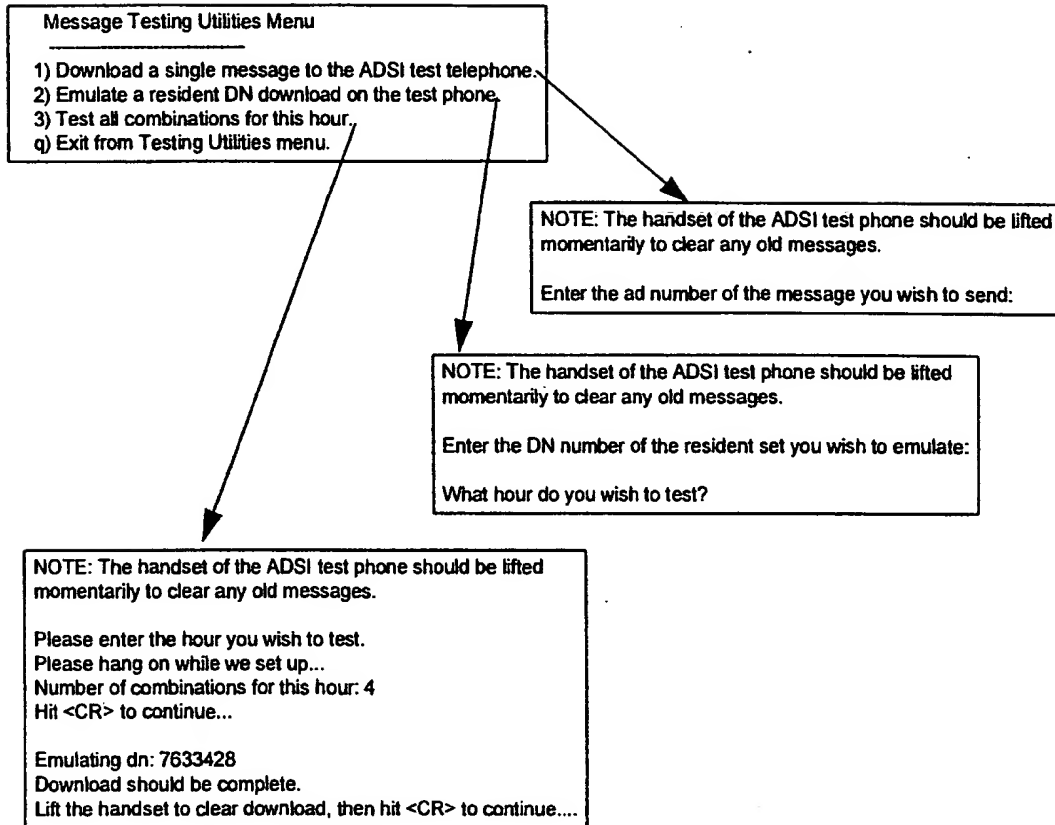 Message Testing Utilities Menu
1) Download a single message to the ADSI test telephone.
2) Emulate a resident DN download on the test phone.
3) Test all combinations for this hour.
q) Exit from Testing Utilities menu.
NOTE: The handset of the ADSI test phone should be lifted
momentarily to clear any old messages.
Enter the ad number of the message you wish to send:
NOTE: The handset of the ADSI test phone should be lifted
momentarily to clear any old messages.
Enter the DN number of the resident set you wish to emulate:
What hour do you wish to test?
NOTE: The handset of the ADSI test phone should be lifted
momentarily to clear any old messages.
Please enter the hour you wish to test.
Please hang on while we set up...
Number of combinations for this hour: 4
Hit <CR> to continue...
Emulating dn: 7633428
Download should be complete.
Lift the handset to clear download, then hit <CR> to continue....